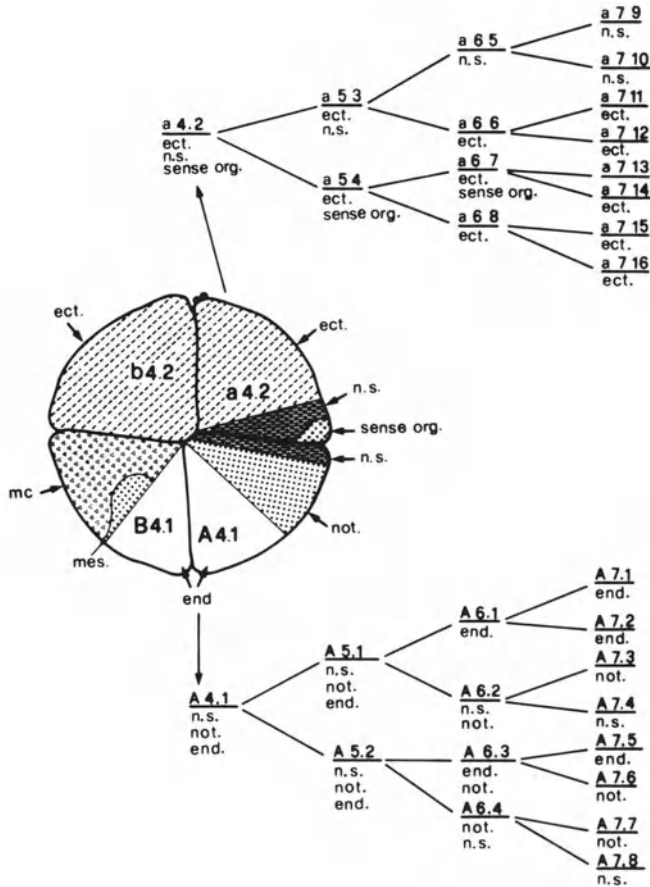 a 4.2
ect.
n.s.
sense org.
a 5 3
ect.
n.s.
a 5 4
ect.
sense org.
a 6 5
n.s.
a 6 6
ect.
a 6 7
ect.
sense org.
a 6 8
ect.
a 7 9
n.s.
a 7 10
n.s.
a 7 11
ect.
a 7 12
ect.
a 7 13
a 7 14
ect.
a 7 15
ect.
a 7 16
ect.
ect.
ect.
b4.2
a4.2
n.s.
sense org.
n.s.
mc
B4.1
A4.1
not.
mes.
end
A 4.1
n.s.
not.
end.
A 5.1
n.s.
not.
end.
A 5.2
n.s.
not.
end.
A 6.1
end.
A 6.2
n.s.
not.
A 6.3
end.
not.
A 6.4
not.
n.s.
A 7.1
end.
A 7.2
end.
A 7.3
not.
A 7.4
n.s.
A 7.5
end.
A 7.6
not.
A 7.7
not.
A 7.8
n.s.